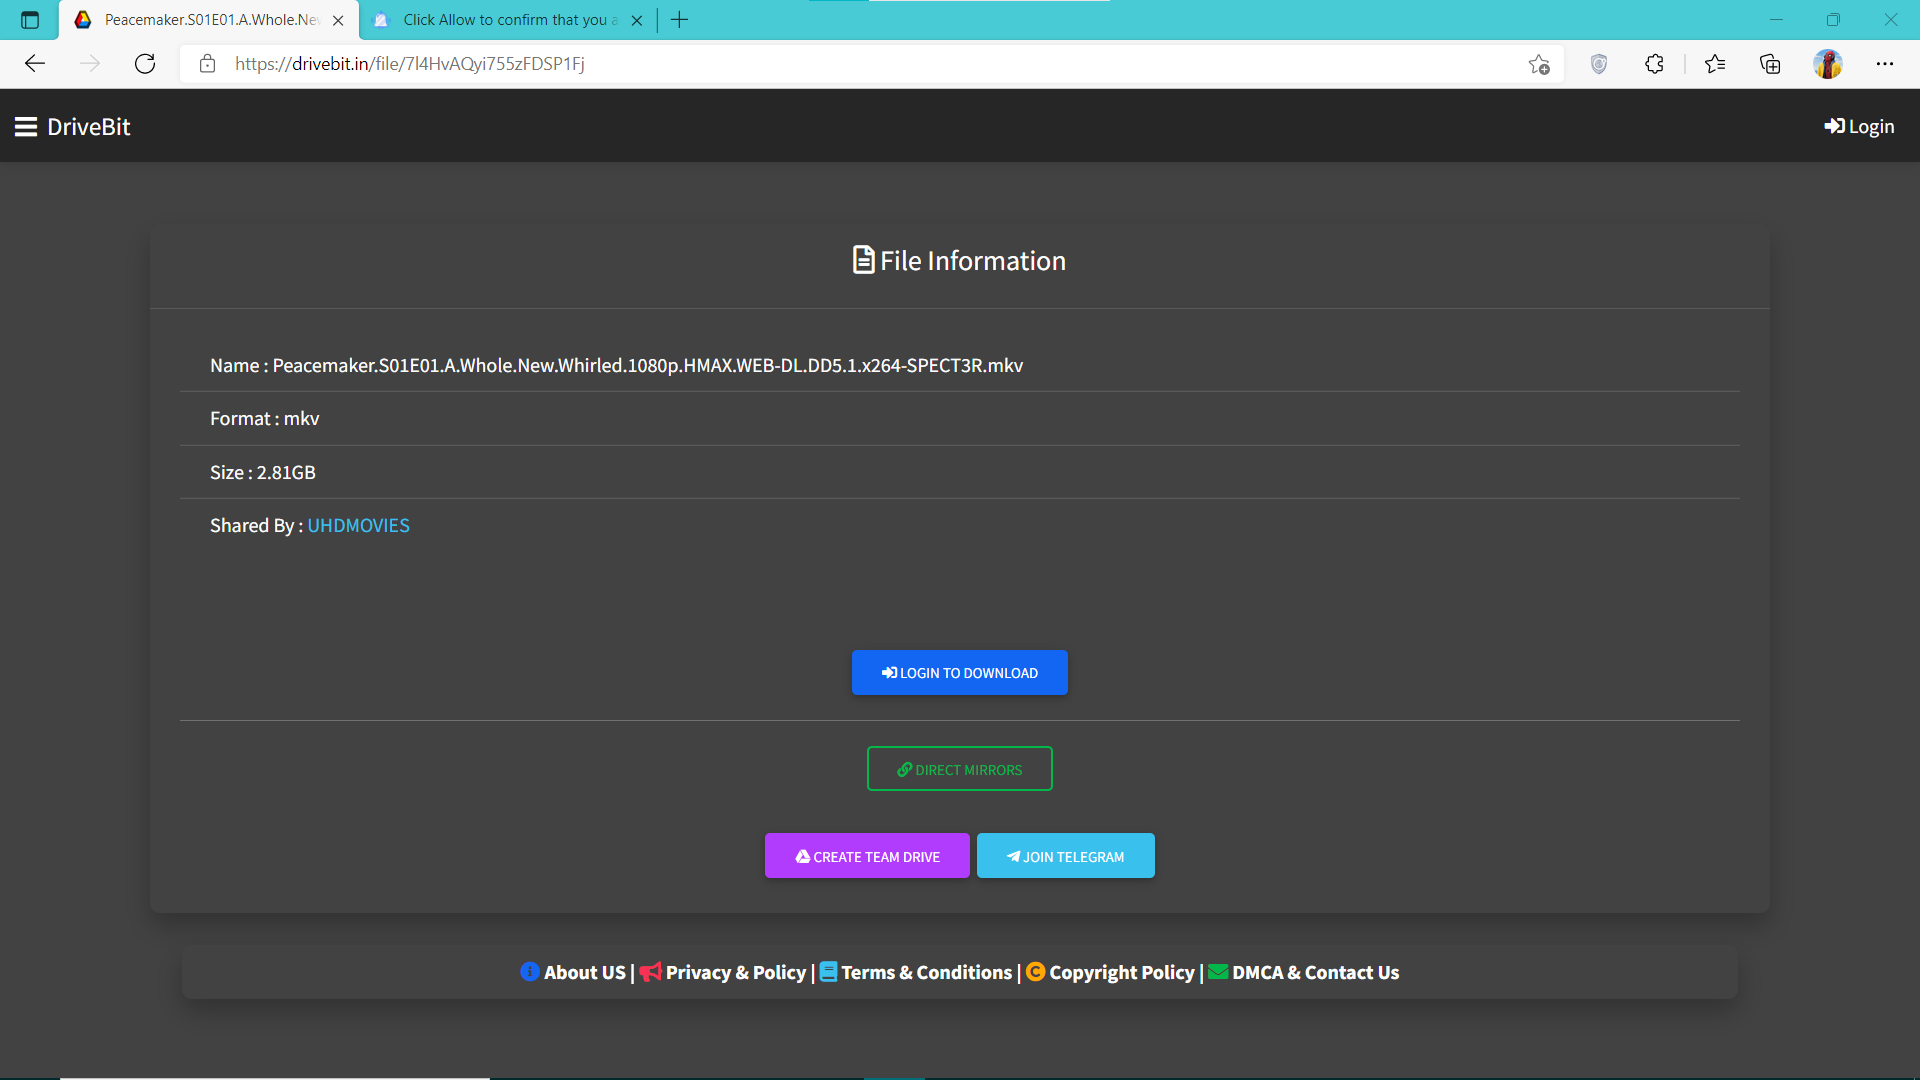 Peacemaker.S01E01.A.Whole.Ne
Click Allow to confirm that you a
https://drivebit.in/file/7l4HvAQyi755zFDSP1Fj
DriveBit
Login
File Information
Name : Peacemaker.S01E01.A.Whole.New.Whirled.1080p.HMAX.WEB-DL.DD5.1.x264-SPECT3R.mkv
Format : mkv
Size : 2.81GB
Shared By : UHDMOVIES
LOGIN TO DOWNLOAD
DIRECT MIRRORS
CREATE TEAM DRIVE
JOIN TELEGRAM
About US | Privacy & Policy | Terms & Conditions | Copyright Policy | DMCA & Contact Us